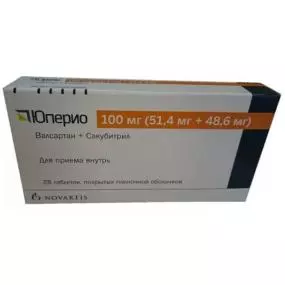 Юперио
100 мг (51,4 мг + 48,6 мг)
Валсартан + Сакубитрил
Для приема внутрь
28 таблеток, покрытых пленочной оболочкой
NOVARTIS